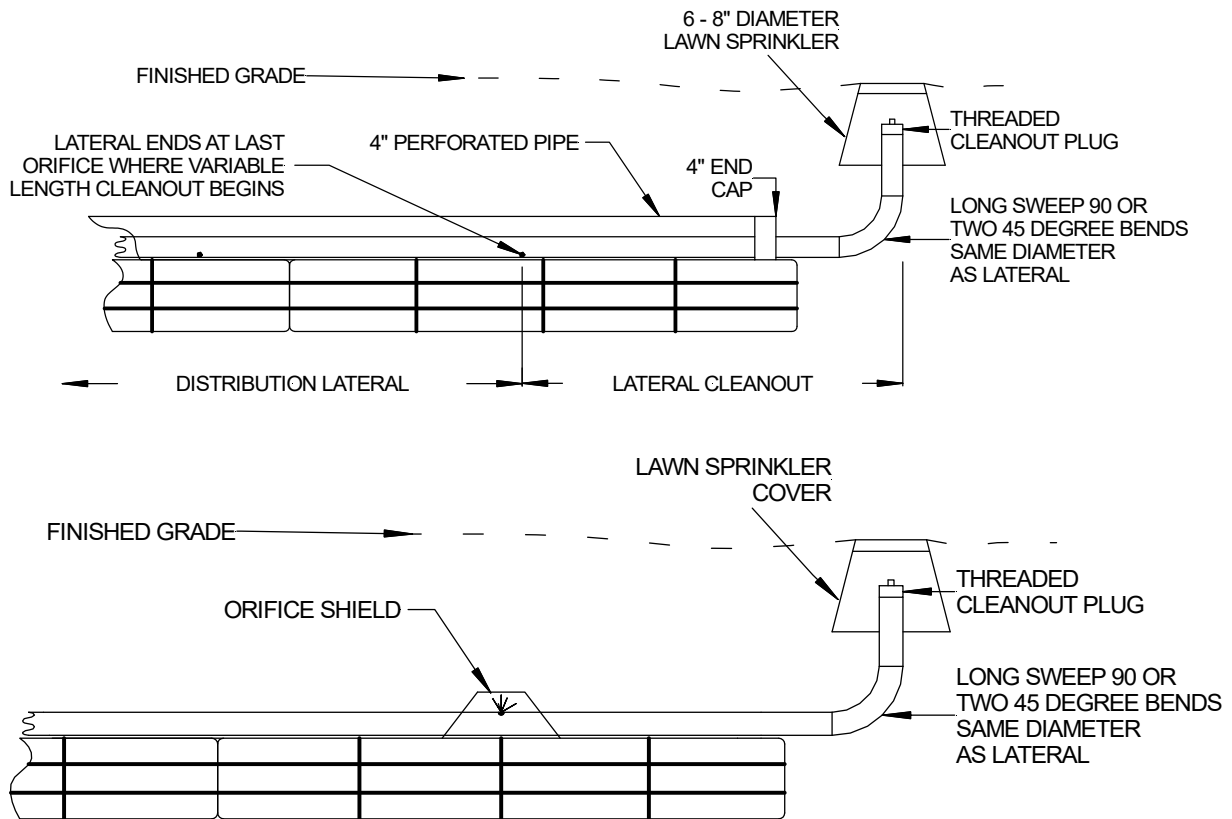 6 - 8" DIAMETER
LAWN SPRINKLER
FINISHED GRADE
THREADED
CLEANOUT PLUG
LATERAL ENDS AT LAST
ORIFICE WHERE VARIABLE
LENGTH CLEANOUT BEGINS
4" PERFORATED PIPE
4" END
CAP
LONG SWEEP 90 OR
TWO 45 DEGREE BENDS
SAME DIAMETER
AS LATERAL
DISTRIBUTION LATERAL
LATERAL CLEANOUT
LAWN SPRINKLER
COVER
FINISHED GRADE
THREADED
CLEANOUT PLUG
ORIFICE SHIELD
LONG SWEEP 90 OR
TWO 45 DEGREE BENDS
SAME DIAMETER
AS LATERAL